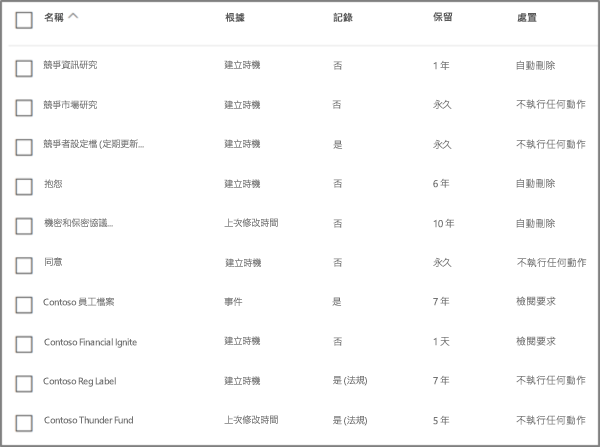 名稱 根據 記錄 保留 處置
競爭資訊研究 建立時機 否 1 年 自動刪除
競爭市場研究 建立時機 否 永久 不執行任何動作
競爭者設定檔 (定期更新... 建立時機 是 永久 不執行任何動作
抱怨 建立時機 否 6 年 自動刪除
機密和保密協議... 上次修改時間 否 10 年 自動刪除
同意 建立時機 否 永久 不執行任何動作
Contoso 員工檔案 事件 是 7 年 檢閱要求
Contoso Financial Ignite 建立時機 否 1 天 檢閱要求
Contoso Reg Label 建立時機 是 (法規) 7 年 不執行任何動作
Contoso Thunder Fund 上次修改時間 是 (法規) 5 年 不執行任何動作